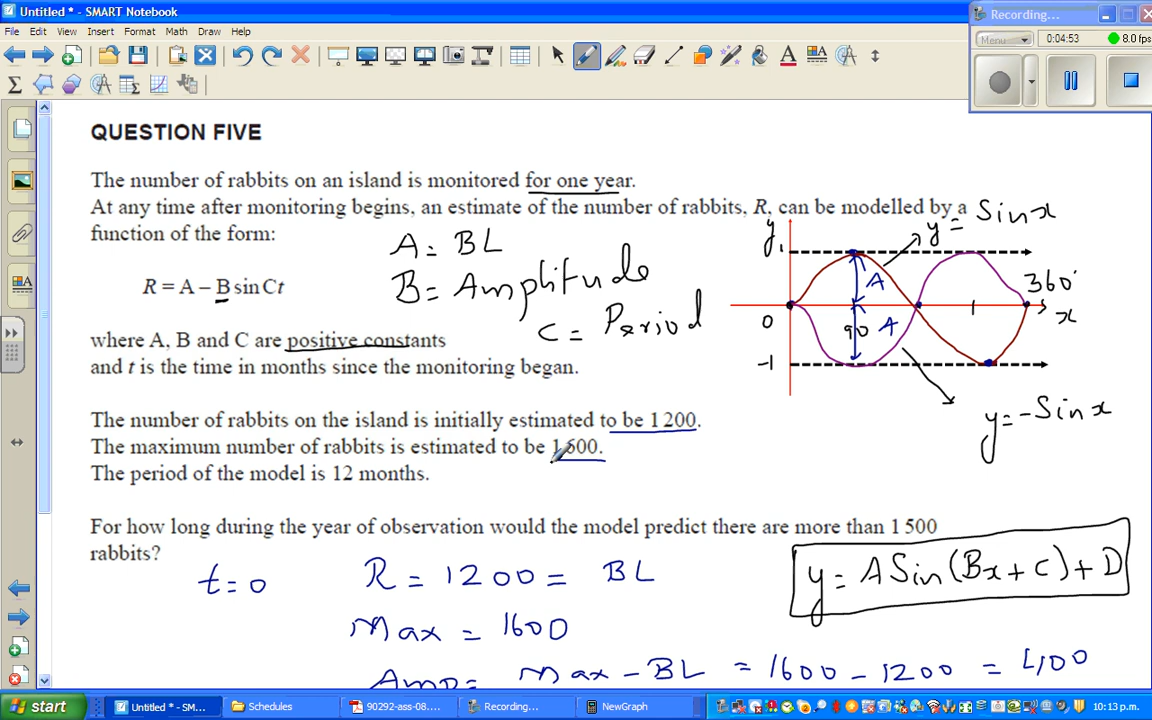 Untitled * - SMART Notebook
Recording...
File Edit View Insert Format Math Draw Help
Menu
0:04:53
8.0 fps
QUESTION FIVE
The number of rabbits on an island is monitored for one year.
At any time after monitoring begins, an estimate of the number of rabbits, R, can be modelled by a
function of the form:
A = BL
B = Amplitude
C = Period
R = A – B sin Ct
where A, B and C are positive constants
and t is the time in months since the monitoring began.
y
1
y = Sin x
A
360°
0
90
A
x
-1
y = -Sin x
The number of rabbits on the island is initially estimated to be 1 200.
The maximum number of rabbits is estimated to be 1 600.
The period of the model is 12 months.
For how long during the year of observation would the model predict there are more than 1 500
rabbits?
y = A Sin (Bx + C) + D
t = 0 R = 1200 = BL
Max = 1600
Amp = Max - BL = 1600 - 1200 = 400
start
Untitled * - SM...
Schedules
90292-ass-08...
Recording...
NewGraph
10:13 p.m.